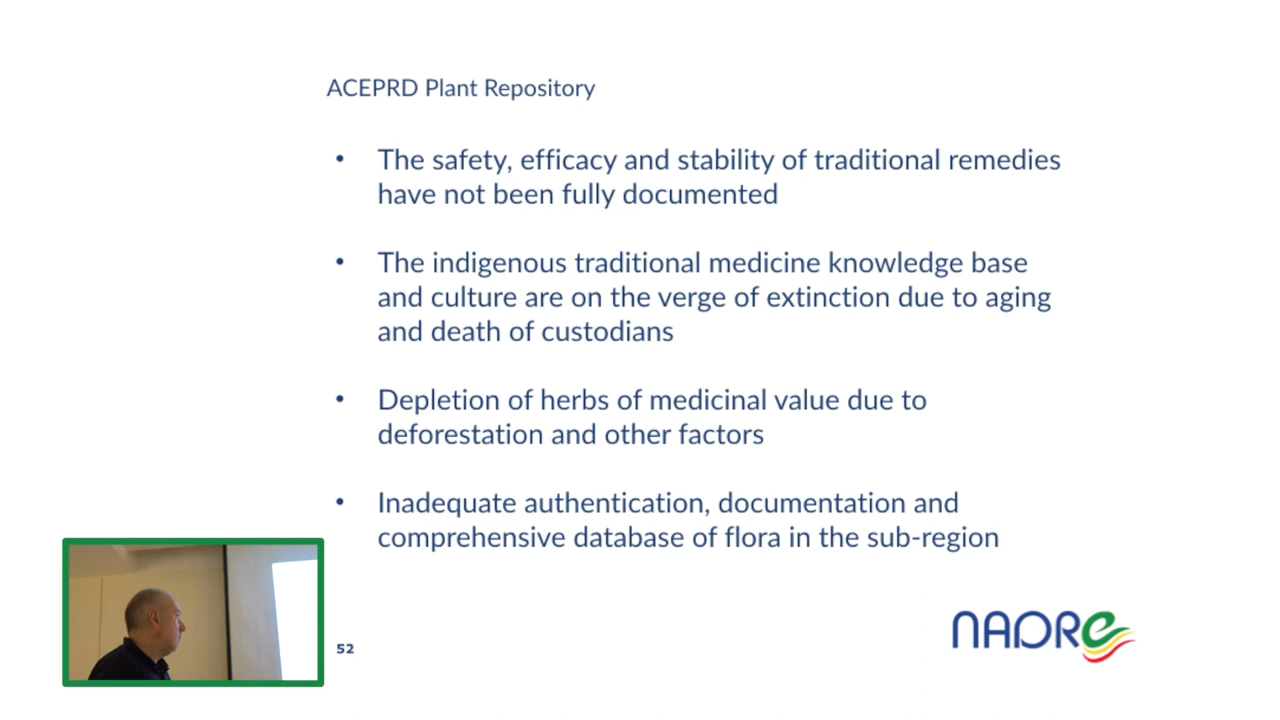 ACEPRD Plant Repository
• The safety, efficacy and stability of traditional remedies
have not been fully documented
• The indigenous traditional medicine knowledge base
and culture are on the verge of extinction due to aging
and death of custodians
• Depletion of herbs of medicinal value due to
deforestation and other factors
• Inadequate authentication, documentation and
comprehensive database of flora in the sub-region
52
NADRe